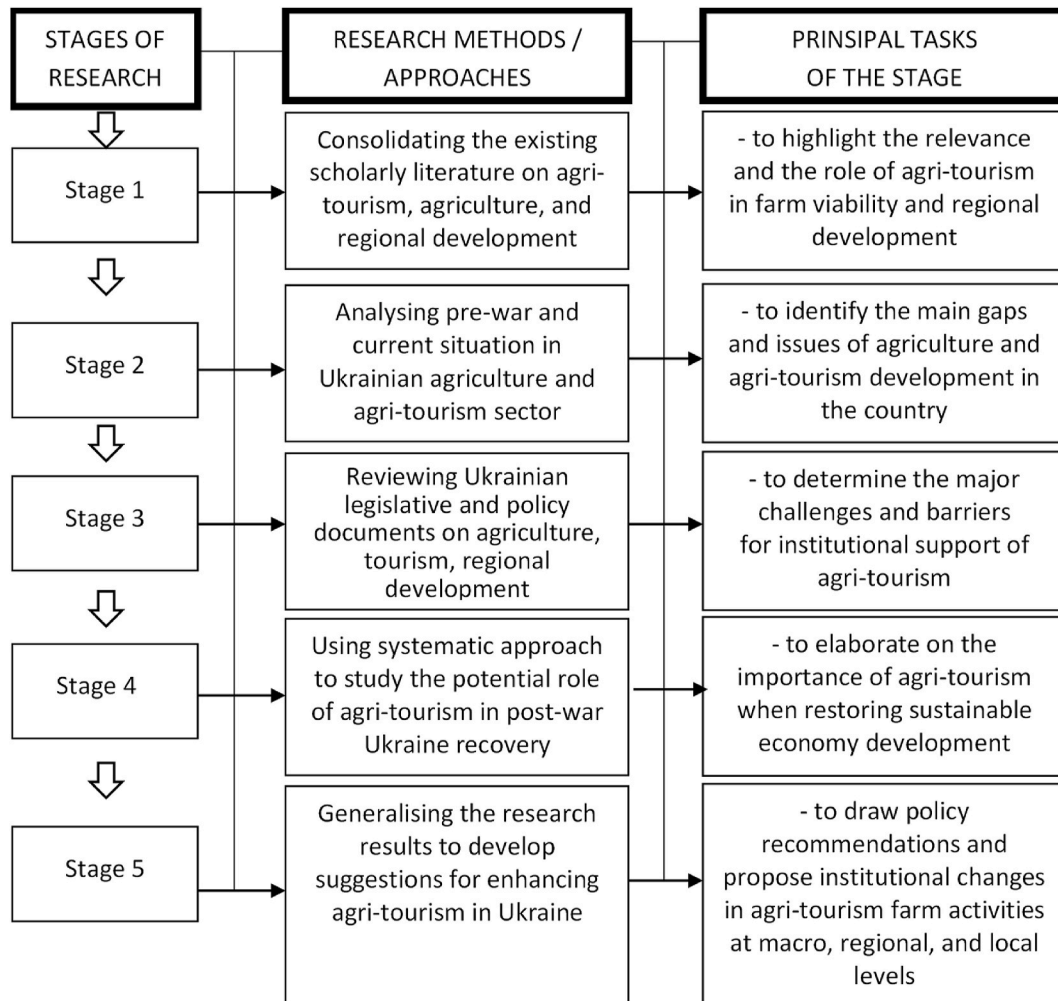 STAGES OF
RESEARCH
RESEARCH METHODS /
APPROACHES
PRINSIPAL TASKS
OF THE STAGE
Stage 1
Consolidating the existing
scholarly literature on agri-
tourism, agriculture, and
regional development
- to highlight the relevance
and the role of agri-tourism
in farm viability and regional
development
Stage 2
Analysing pre-war and
current situation in
Ukrainian agriculture and
agri-tourism sector
- to identify the main gaps
and issues of agriculture and
agri-tourism development in
the country
Stage 3
Reviewing Ukrainian
legislative and policy
documents on agriculture,
tourism, regional
development
- to determine the major
challenges and barriers
for institutional support of
agri-tourism
Stage 4
Using systematic approach
to study the potential role
of agri-tourism in post-war
Ukraine recovery
- to elaborate on the
importance of agri-tourism
when restoring sustainable
economy development
Stage 5
Generalising the research
results to develop
suggestions for enhancing
agri-tourism in Ukraine
- to draw policy
recommendations and
propose institutional changes
in agri-tourism farm activities
at macro, regional, and local
levels